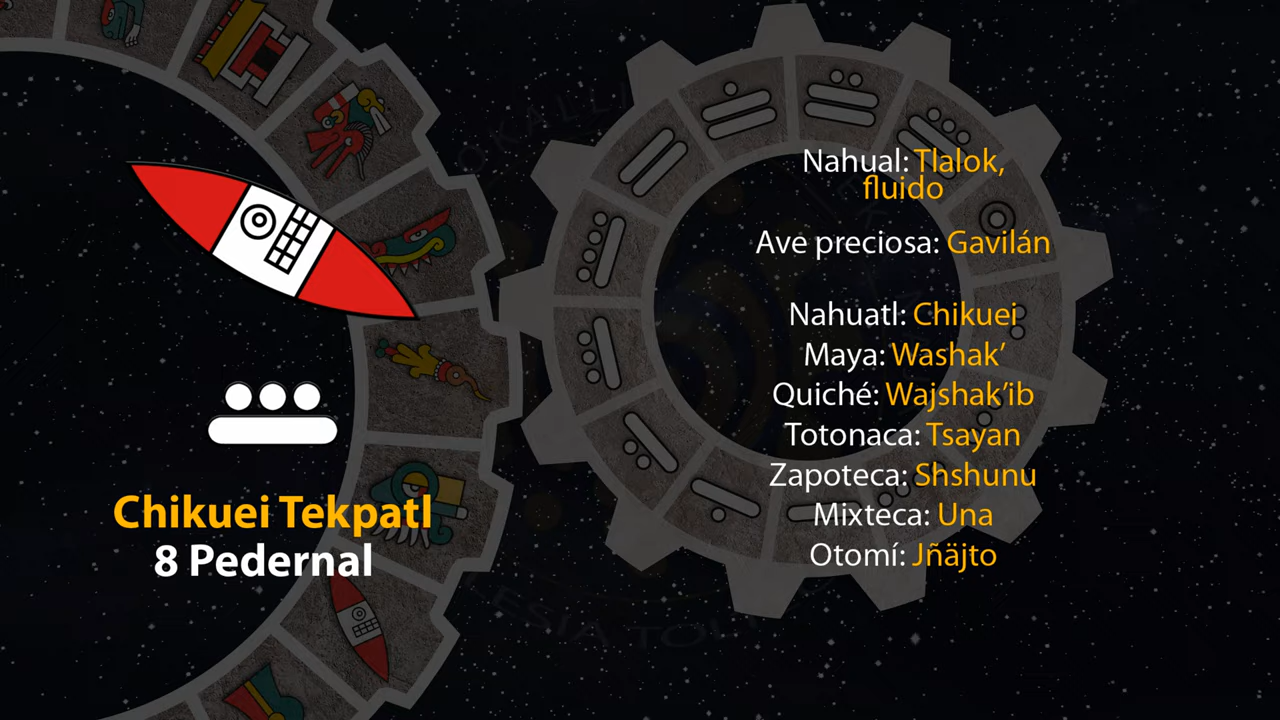 Chikuei Tekpatl
8 Pedernal
Nahual: Tlalok,
fluido
Ave preciosa: Gavilán
Nahuatl: Chikuei
Maya: Washak’
Quiché: Wajshak’ib
Totonaca: Tsayan
Zapoteca: Shshunu
Mixteca: Una
Otomí: Jñäjto